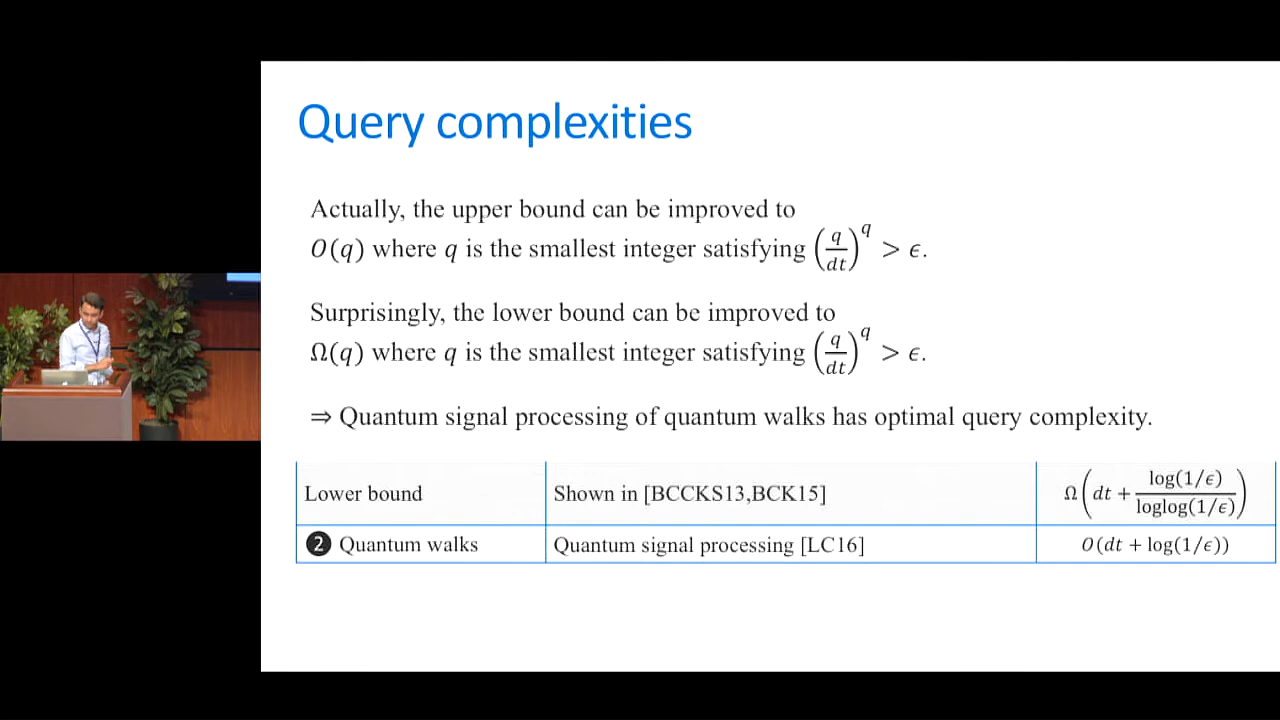 Query complexities
Actually, the upper bound can be improved to
O(q) where q is the smallest integer satisfying (q/dt)^q > ϵ.
Surprisingly, the lower bound can be improved to
Ω(q) where q is the smallest integer satisfying (q/dt)^q > ϵ.
⇒ Quantum signal processing of quantum walks has optimal query complexity.
Lower bound Shown in [BCCKS13,BCK15] Ω(dt + log(1/ϵ)/loglog(1/ϵ))
2 Quantum walks Quantum signal processing [LC16] O(dt + log(1/ϵ))